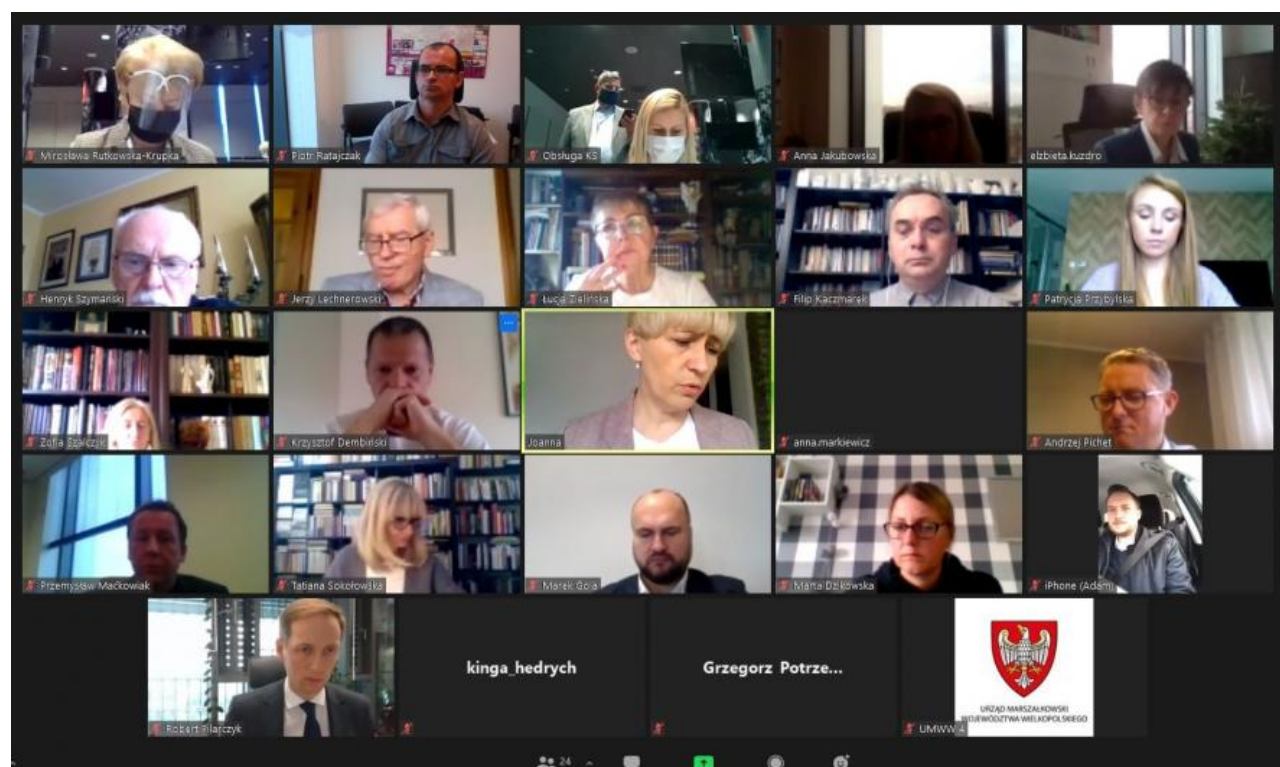 Mirosława Rutkowska-Krupka
Piotr Ratajczak
Obsługa KS
Anna Jakubowska
elzbieta.kuzdro
Henryk Szymański
Jerzy Lechnerowski
Łucja Zielińska
Filip Kaczmarek
Patrycja Przybylska
Zofia Szalczyk
Krzysztof Dembiński
Joanna
anna.markiewicz
Andrzej Pichet
Przemysław Maćkowiak
Tatiana Sokołowska
Marek Gola
Marta Dzikowska
iPhone (Adam)
Robert Pilarczyk
kinga_hedrych
Grzegorz Potrze...
URZĄD MARSZAŁKOWSKI
WOJEWÓDZTWA WIELKOPOLSKIEGO
UMWW 4
24